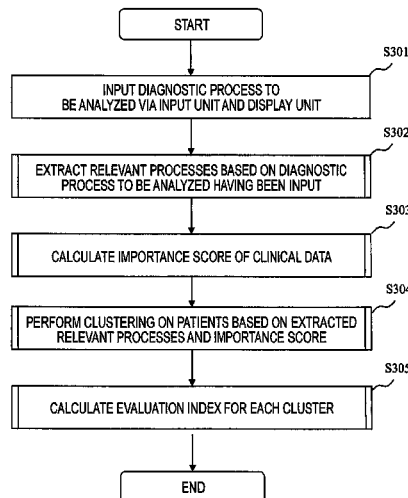 START
S301
INPUT DIAGNOSTIC PROCESS TO
BE ANALYZED VIA INPUT UNIT AND DISPLAY UNIT
S302
EXTRACT RELEVANT PROCESSES BASED ON DIAGNOSTIC
PROCESS TO BE ANALYZED HAVING BEEN INPUT
S303
CALCULATE IMPORTANCE SCORE OF CLINICAL DATA
S304
PERFORM CLUSTERING ON PATIENTS BASED ON EXTRACTED
RELEVANT PROCESSES AND IMPORTANCE SCORE
S305
CALCULATE EVALUATION INDEX FOR EACH CLUSTER
END